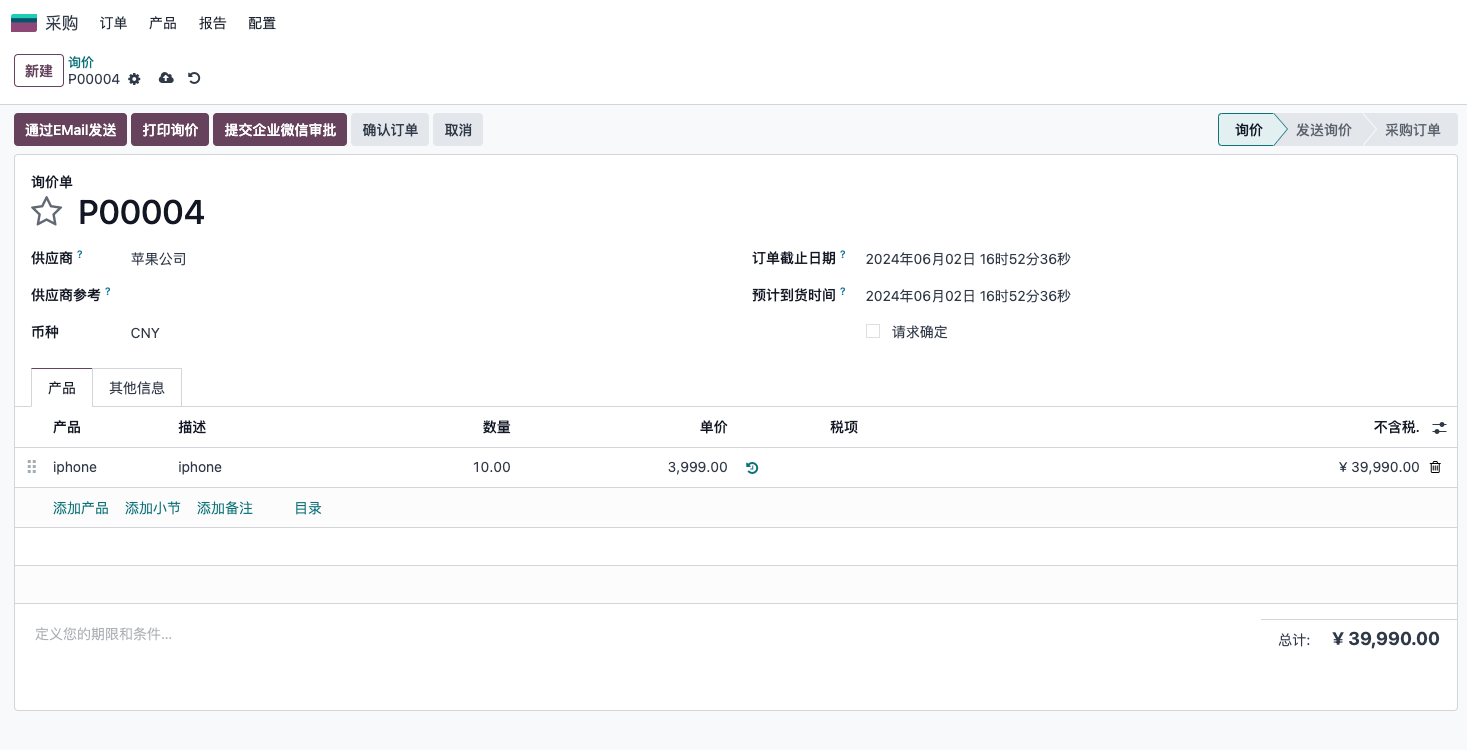 采购 订单 产品 报告 配置
新建 询价
P00004
通过EMail发送 打印询价 提交企业微信审批 确认订单 取消 询价 发送询价 采购订单
询价单
P00004
供应商 ? 苹果公司 订单截止日期 ? 2024年06月02日 16时52分36秒
供应商参考 ? 预计到货时间 ? 2024年06月02日 16时52分36秒
币种 CNY 请求确定
产品 其他信息
产品 描述 数量 单价 税项 不含税.
iphone iphone 10.00 3,999.00 ¥ 39,990.00
添加产品 添加小节 添加备注 目录
定义您的期限和条件...
总计: ¥ 39,990.00